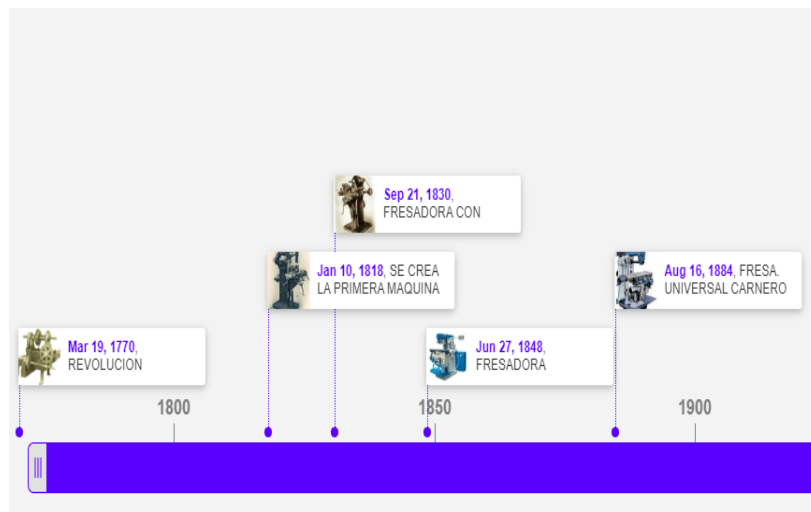 Sep 21, 1830,
FRESADORA CON
Jan 10, 1818, SE CREA
LA PRIMERA MAQUINA
Aug 16, 1884, FRESA.
UNIVERSAL CARNERO
Mar 19, 1770,
REVOLUCION
Jun 27, 1848,
FRESADORA
1800
1850
1900